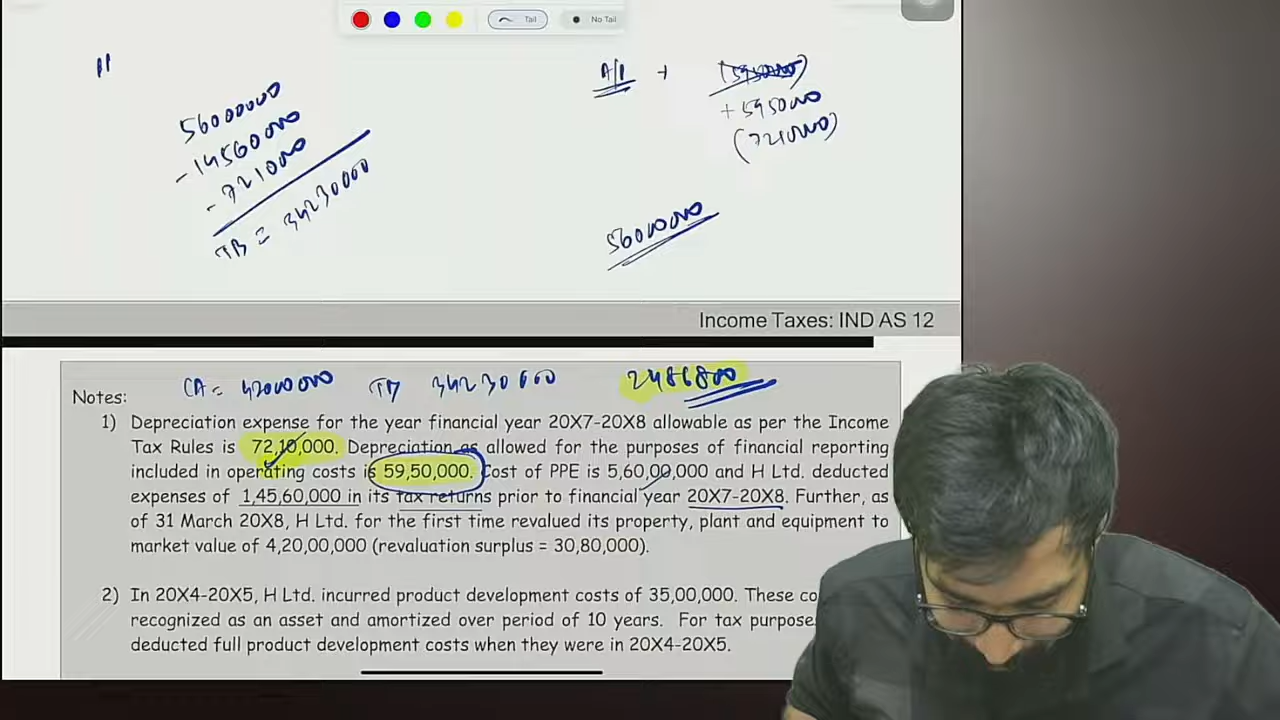 Tail
No Tail
"
56000000
- 14560000
- 7210000
TB = 34230000
A/P +
+ 5950000
(7210000)
56000000
Income Taxes: IND AS 12
CA = 42000000 TB 34230000 2486800
Notes:
1) Depreciation expense for the year financial year 20X7-20X8 allowable as per the Income
Tax Rules is 72,10,000. Depreciation as allowed for the purposes of financial reporting
included in operating costs is 59,50,000. Cost of PPE is 5,60,00,000 and H Ltd. deducted
expenses of 1,45,60,000 in its tax returns prior to financial year 20X7-20X8. Further, as
of 31 March 20X8, H Ltd. for the first time revalued its property, plant and equipment to
market value of 4,20,00,000 (revaluation surplus = 30,80,000).
2) In 20X4-20X5, H Ltd. incurred product development costs of 35,00,000. These co
recognized as an asset and amortized over period of 10 years. For tax purpose
deducted full product development costs when they were in 20X4-20X5.